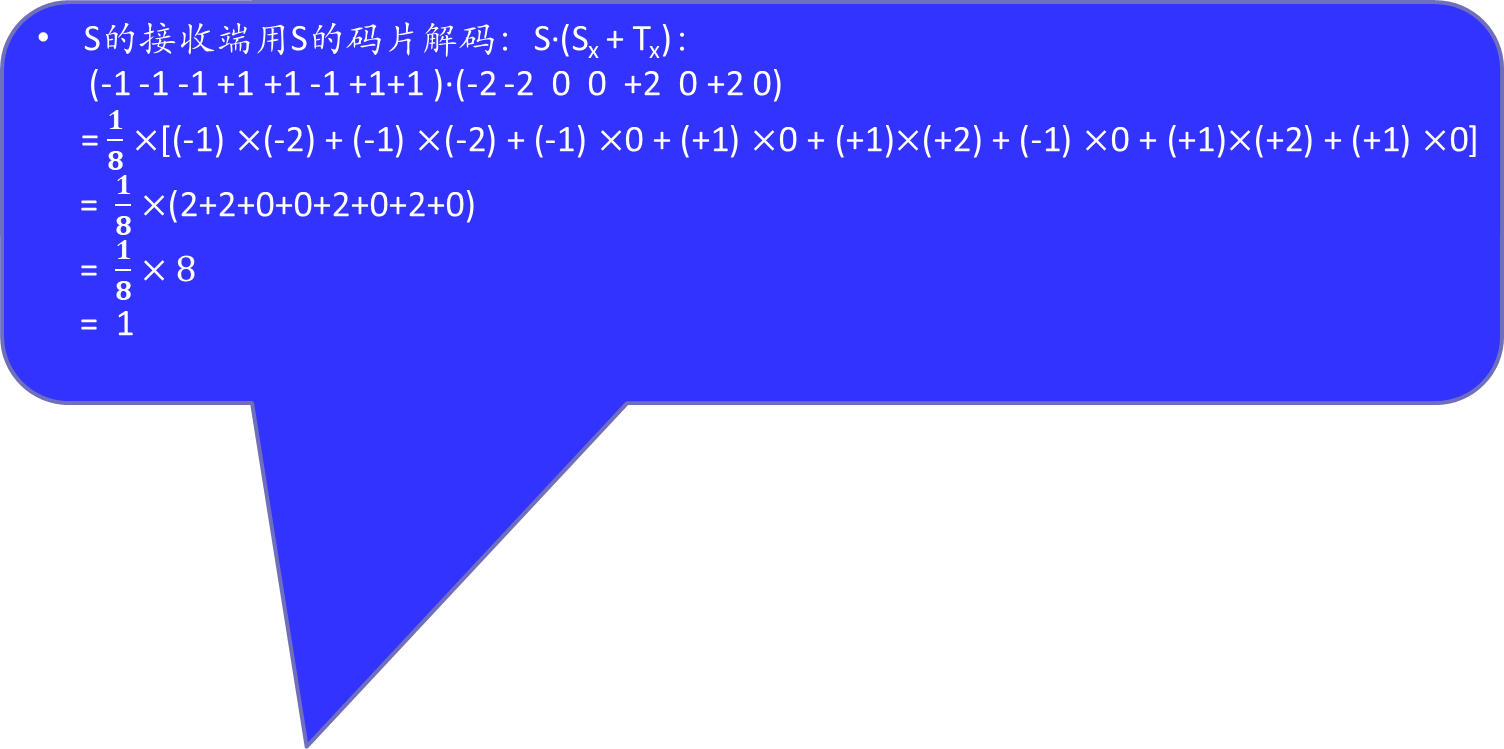 • S的接收端用S的码片解码：S·(Sx + Tx)：
(-1 -1 -1 +1 +1 -1 +1+1 )·(-2 -2 0 0 +2 0 +2 0)
= 1/8 ×[(-1) ×(-2) + (-1) ×(-2) + (-1) ×0 + (+1) ×0 + (+1)×(+2) + (-1) ×0 + (+1)×(+2) + (+1) ×0]
= 1/8 ×(2+2+0+0+2+0+2+0)
= 1/8 × 8
= 1